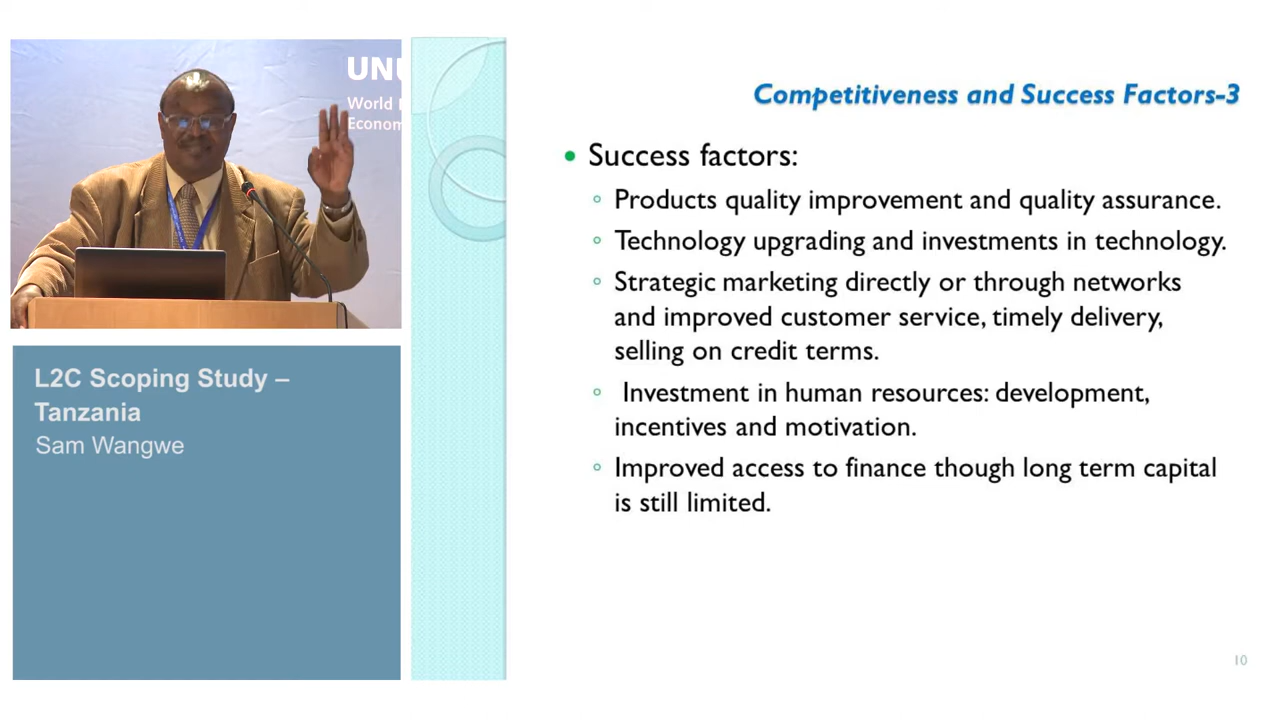 UNU
World
Econom
L2C Scoping Study –
Tanzania
Sam Wangwe
Competitiveness and Success Factors-3
• Success factors:
◦ Products quality improvement and quality assurance.
◦ Technology upgrading and investments in technology.
◦ Strategic marketing directly or through networks
and improved customer service, timely delivery,
selling on credit terms.
◦ Investment in human resources: development,
incentives and motivation.
◦ Improved access to finance though long term capital
is still limited.
10